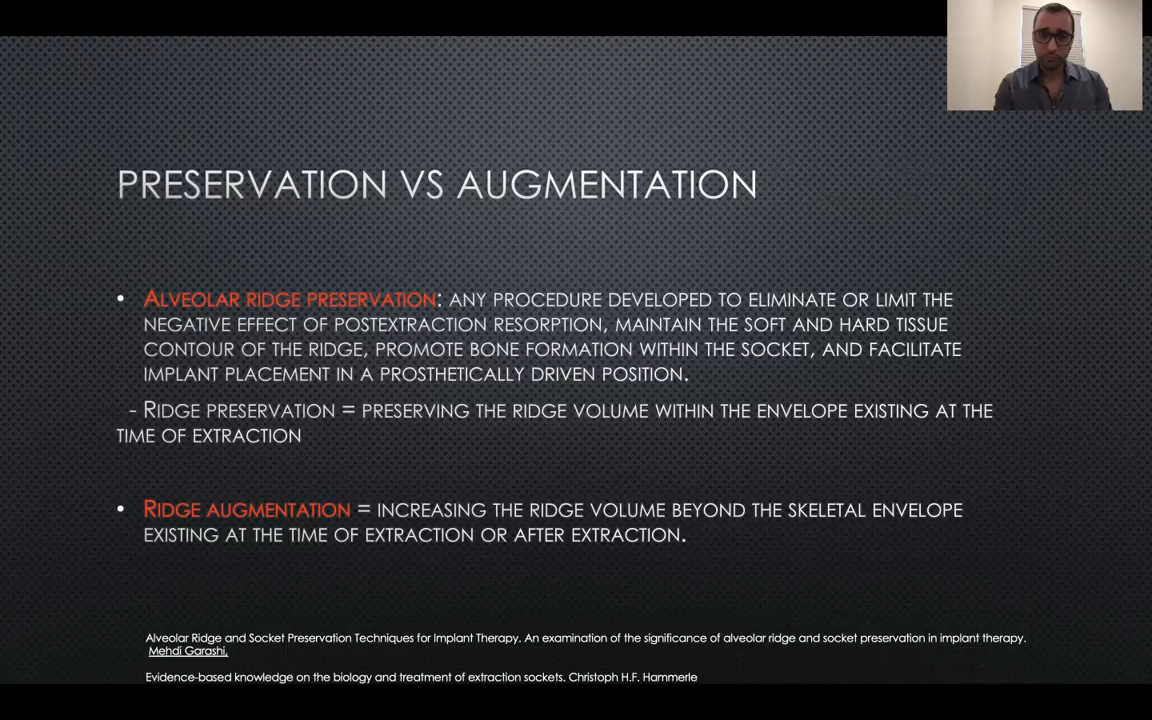 PRESERVATION VS AUGMENTATION
• ALVEOLAR RIDGE PRESERVATION: ANY PROCEDURE DEVELOPED TO ELIMINATE OR LIMIT THE
NEGATIVE EFFECT OF POSTEXTRACTION RESORPTION, MAINTAIN THE SOFT AND HARD TISSUE
CONTOUR OF THE RIDGE, PROMOTE BONE FORMATION WITHIN THE SOCKET, AND FACILITATE
IMPLANT PLACEMENT IN A PROSTHETICALLY DRIVEN POSITION.
- RIDGE PRESERVATION = PRESERVING THE RIDGE VOLUME WITHIN THE ENVELOPE EXISTING AT THE
TIME OF EXTRACTION
• RIDGE AUGMENTATION = INCREASING THE RIDGE VOLUME BEYOND THE SKELETAL ENVELOPE
EXISTING AT THE TIME OF EXTRACTION OR AFTER EXTRACTION.
Alveolar Ridge and Socket Preservation Techniques for Implant Therapy. An examination of the significance of alveolar ridge and socket preservation in implant therapy.
Mehdi Garashi,
Evidence-based knowledge on the biology and treatment of extraction sockets. Christoph H.F. Hammerle